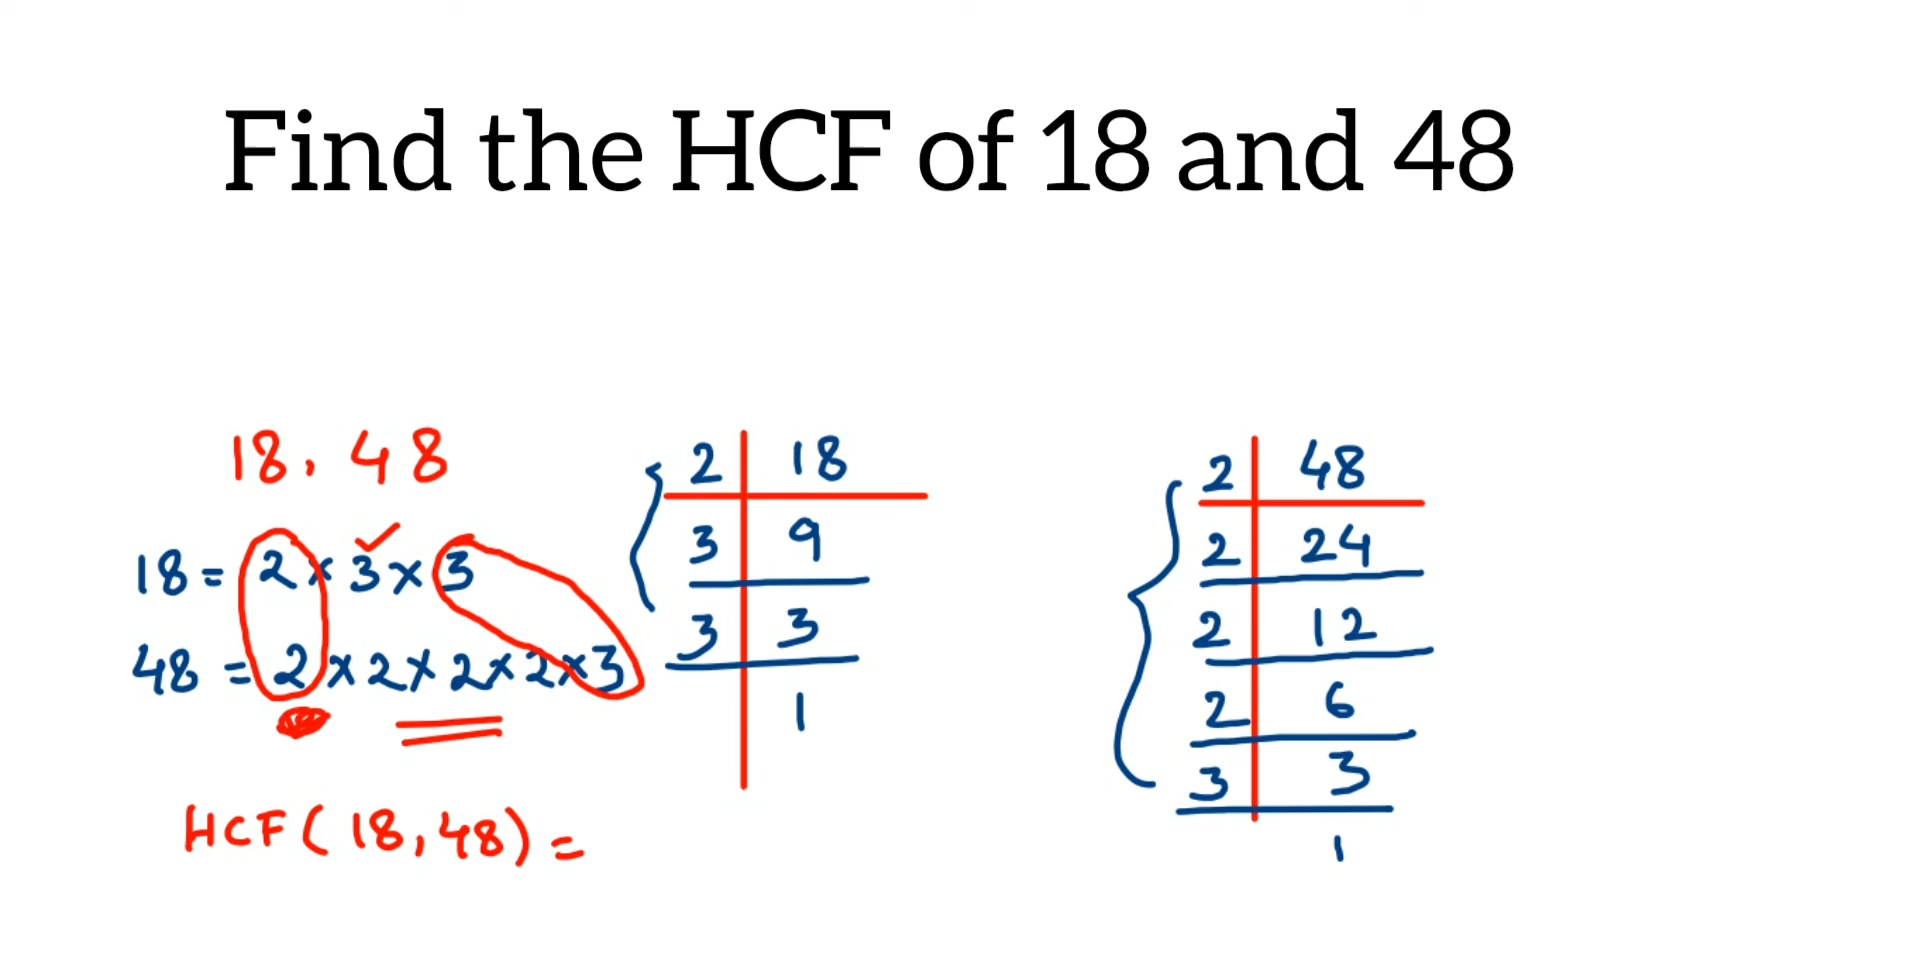 Find the HCF of 18 and 48
18, 48
18 = 2 × 3 × 3
48 = 2 × 2 × 2 × 2 × 3
HCF ( 18, 48 ) =
2 18
3 9
3 3
1
2 48
2 24
2 12
2 6
3 3
1